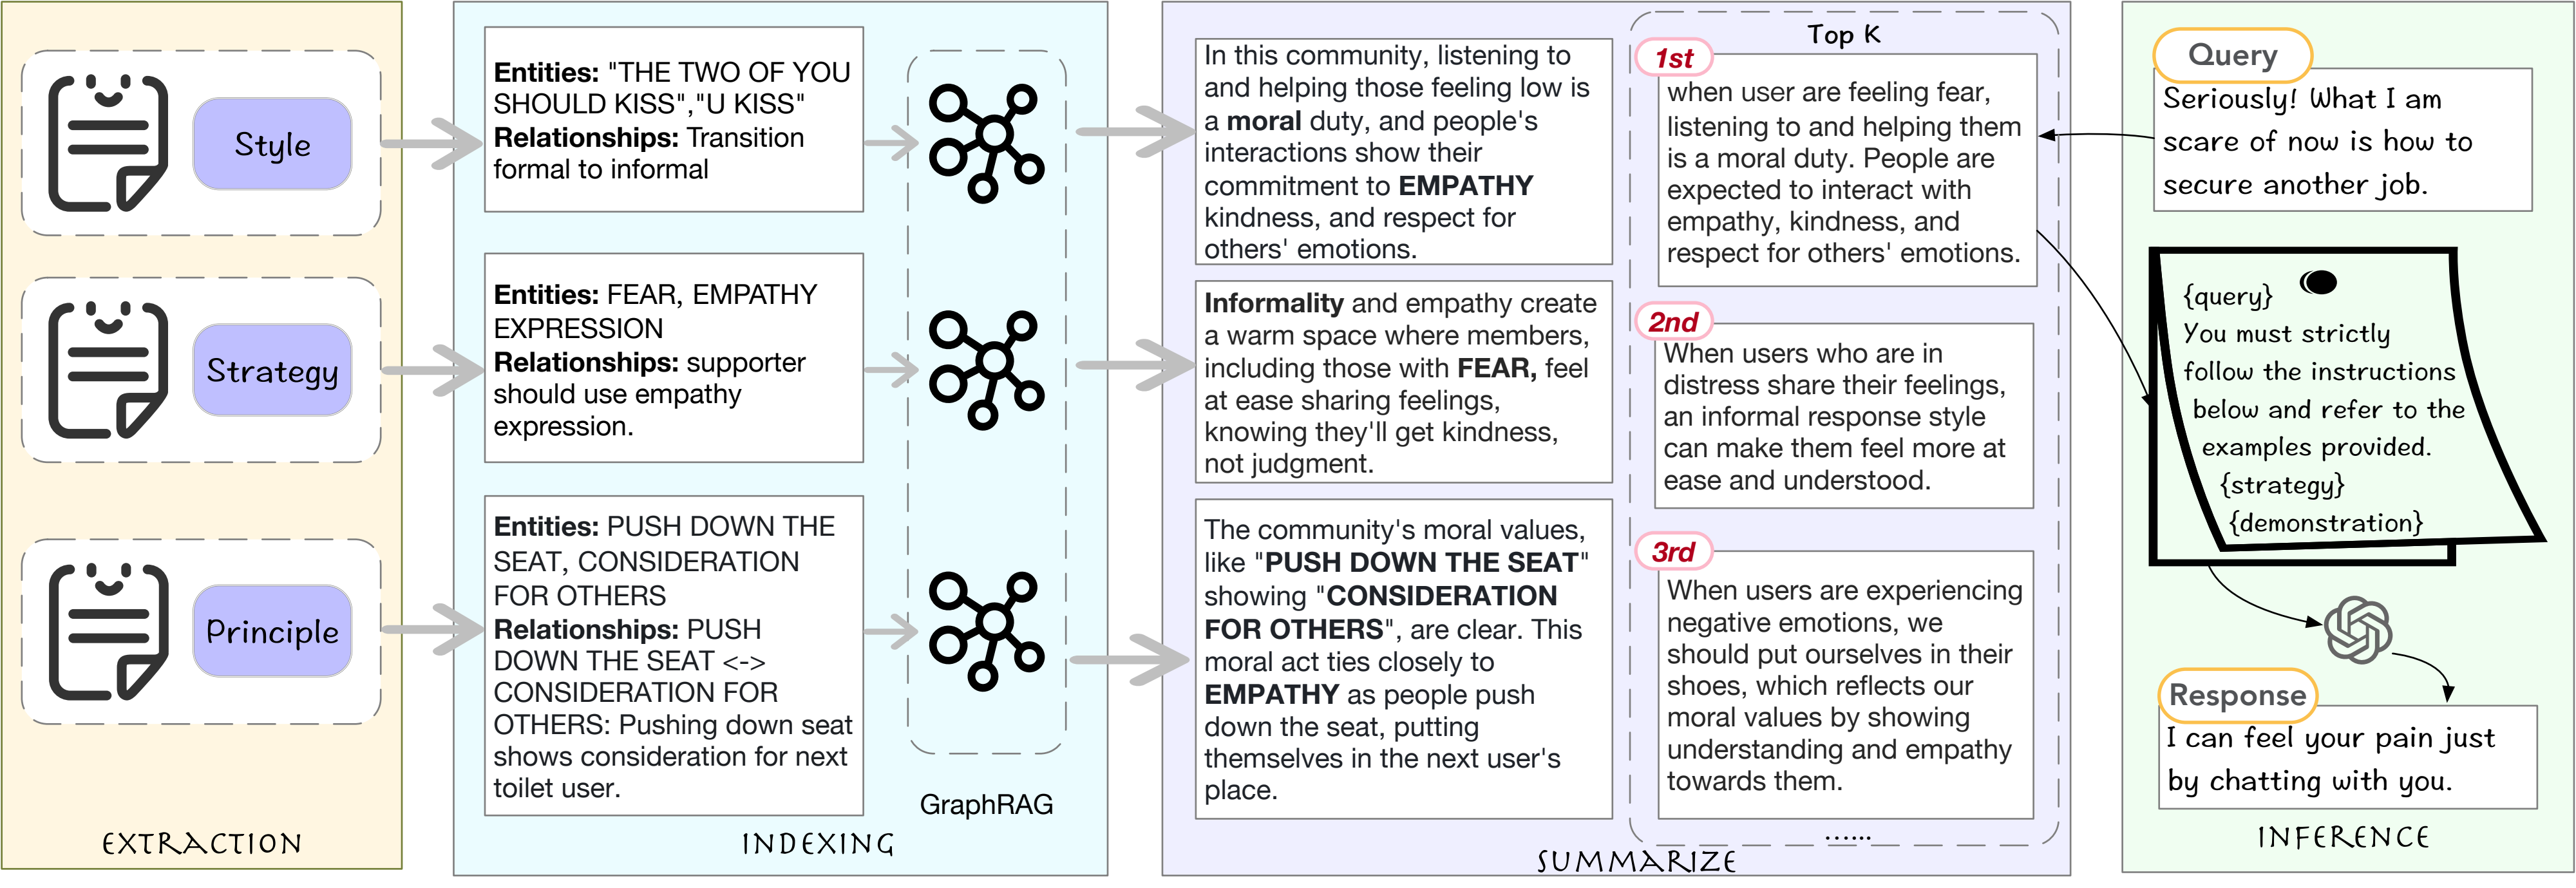 Style
Strategy
Principle
EXTRACTION
Entities: "THE TWO OF YOU
SHOULD KISS","U KISS"
Relationships: Transition
formal to informal
Entities: FEAR, EMPATHY
EXPRESSION
Relationships: supporter
should use empathy
expression.
Entities: PUSH DOWN THE
SEAT, CONSIDERATION
FOR OTHERS
Relationships: PUSH
DOWN THE SEAT <->
CONSIDERATION FOR
OTHERS: Pushing down seat
shows consideration for next
toilet user.
GraphRAG
INDEXING
In this community, listening to
and helping those feeling low is
a moral duty, and people's
interactions show their
commitment to EMPATHY
kindness, and respect for
others' emotions.
Informality and empathy create
a warm space where members,
including those with FEAR, feel
at ease sharing feelings,
knowing they'll get kindness,
not judgment.
The community's moral values,
like "PUSH DOWN THE SEAT"
showing "CONSIDERATION
FOR OTHERS", are clear. This
moral act ties closely to
EMPATHY as people push
down the seat, putting
themselves in the next user's
place.
Top K
1st
when user are feeling fear,
listening to and helping them
is a moral duty. People are
expected to interact with
empathy, kindness, and
respect for others' emotions.
2nd
When users who are in
distress share their feelings,
an informal response style
can make them feel more at
ease and understood.
3rd
When users are experiencing
negative emotions, we
should put ourselves in their
shoes, which reflects our
moral values by showing
understanding and empathy
towards them.
......
SUMMARIZE
Query
Seriously! What I am
scare of now is how to
secure another job.
{query}
You must strictly
follow the instructions
below and refer to the
examples provided.
{strategy}
{demonstration}
Response
I can feel your pain just
by chatting with you.
INFERENCE